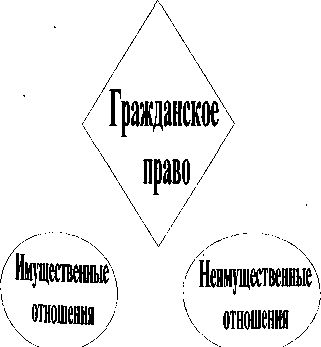 Гражданское
право
Имущественные
отношения
Неимущественные
отношения